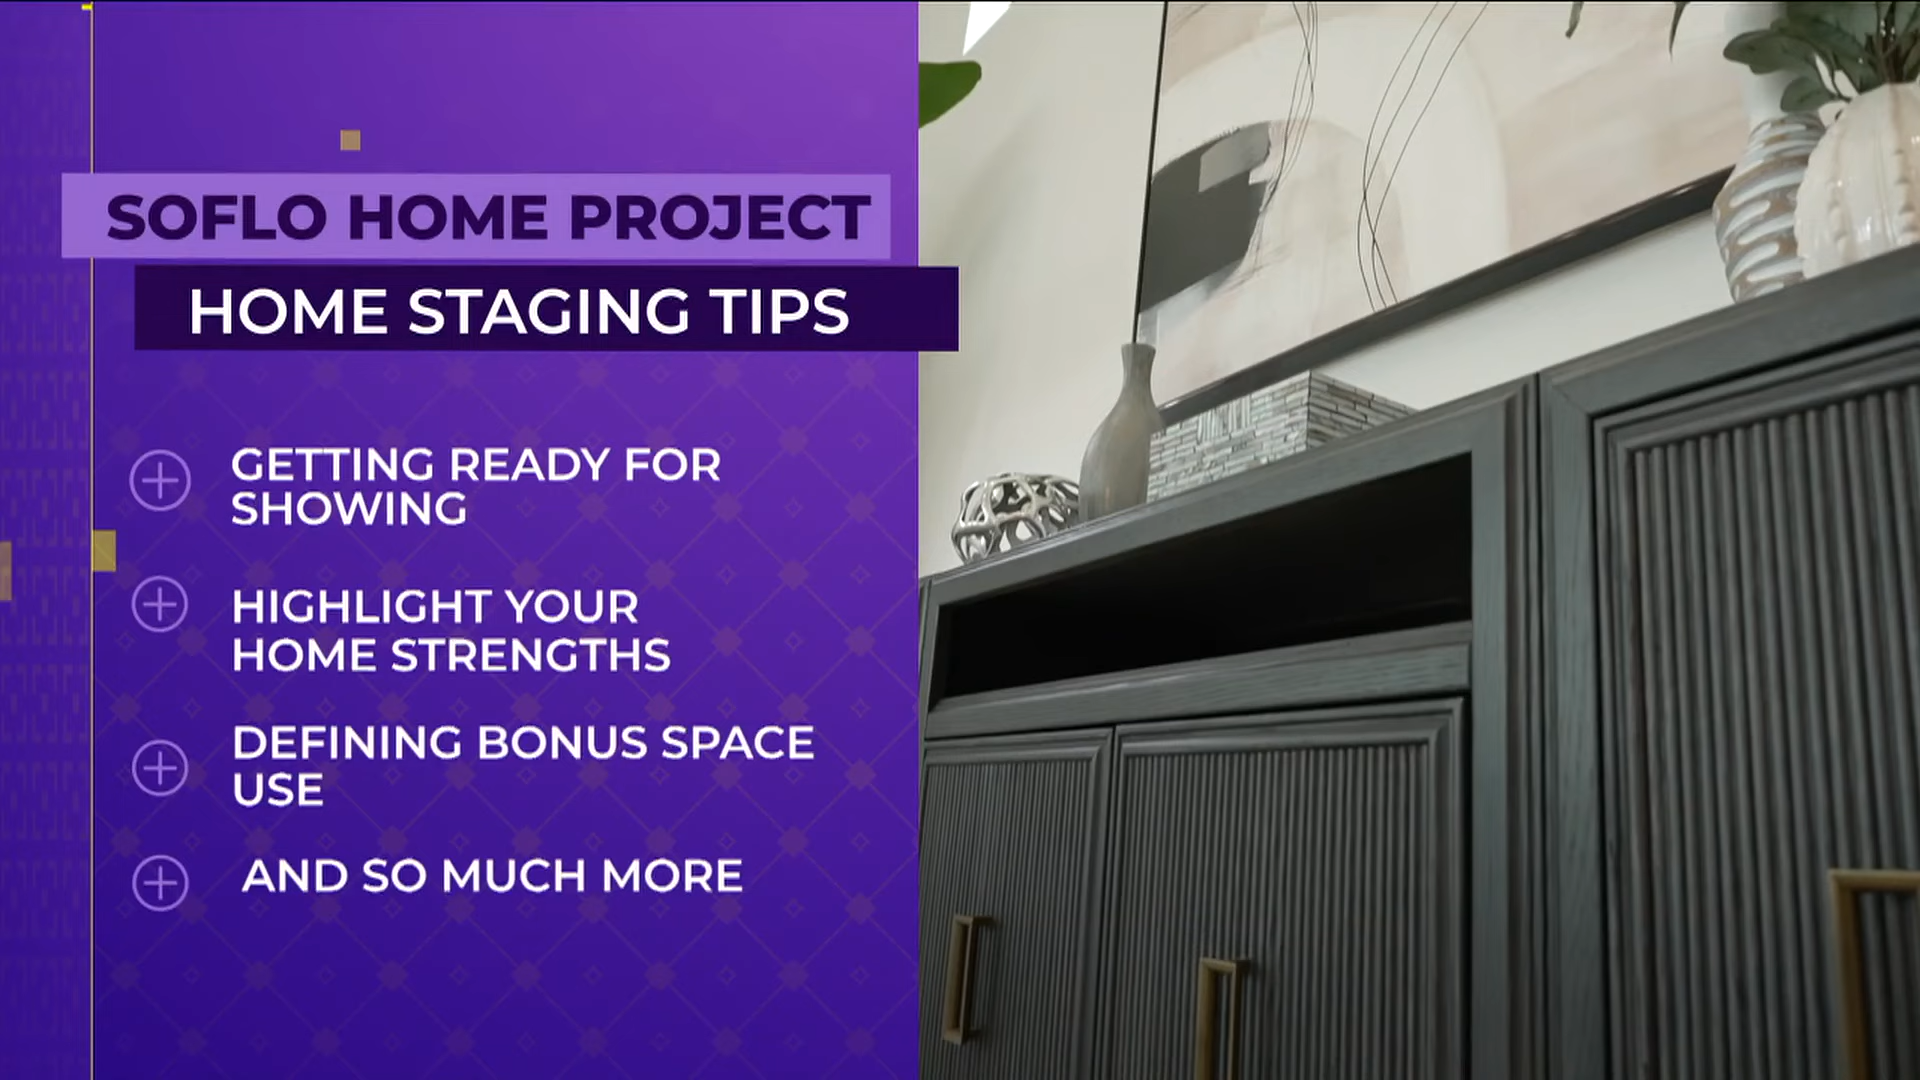 SOFLO HOME PROJECT
HOME STAGING TIPS
GETTING READY FOR
SHOWING
HIGHLIGHT YOUR
HOME STRENGTHS
DEFINING BONUS SPACE
USE
AND SO MUCH MORE